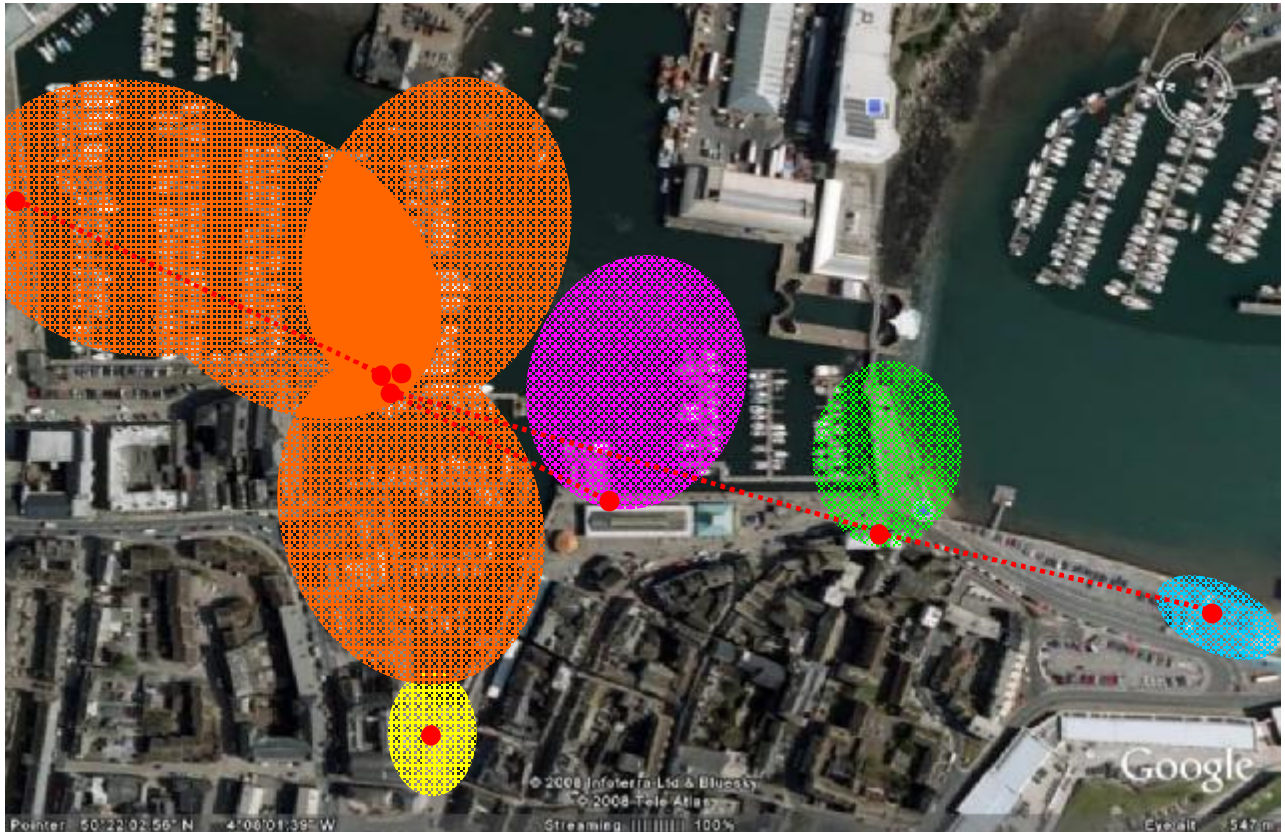 Google
© 2008 Infoterra Ltd & Bluesky
© 2008 Tele Atlas
Pointer 50°22'02.56" N 4°08'01.39" W Streaming |||||||||| 100% Eye alt 547 m